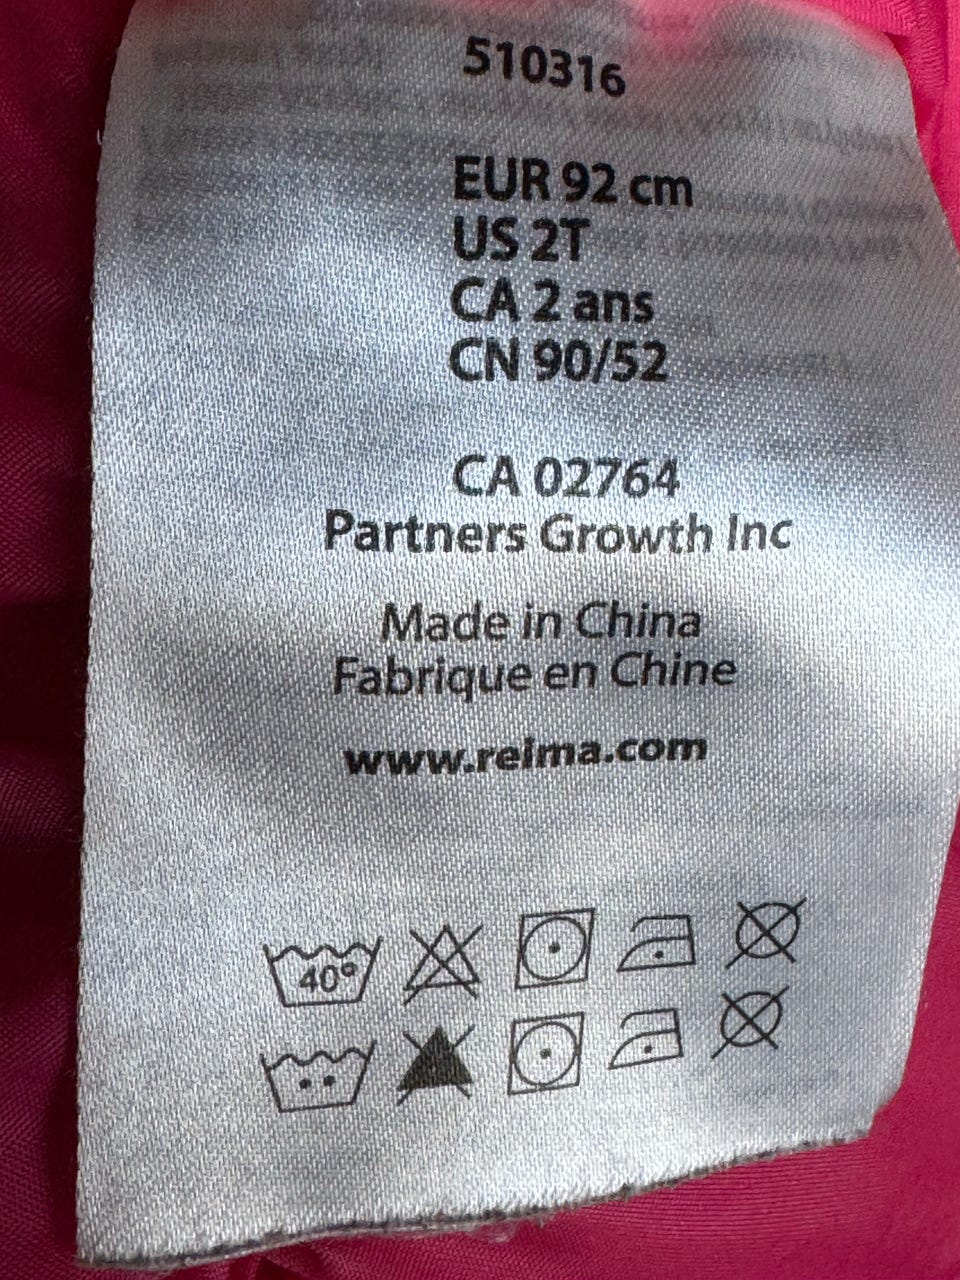 510316
EUR 92 cm
US 2T
CA 2 ans
CN 90/52
CA 02764
Partners Growth Inc
Made in China
Fabrique en Chine
www.reima.com
40°